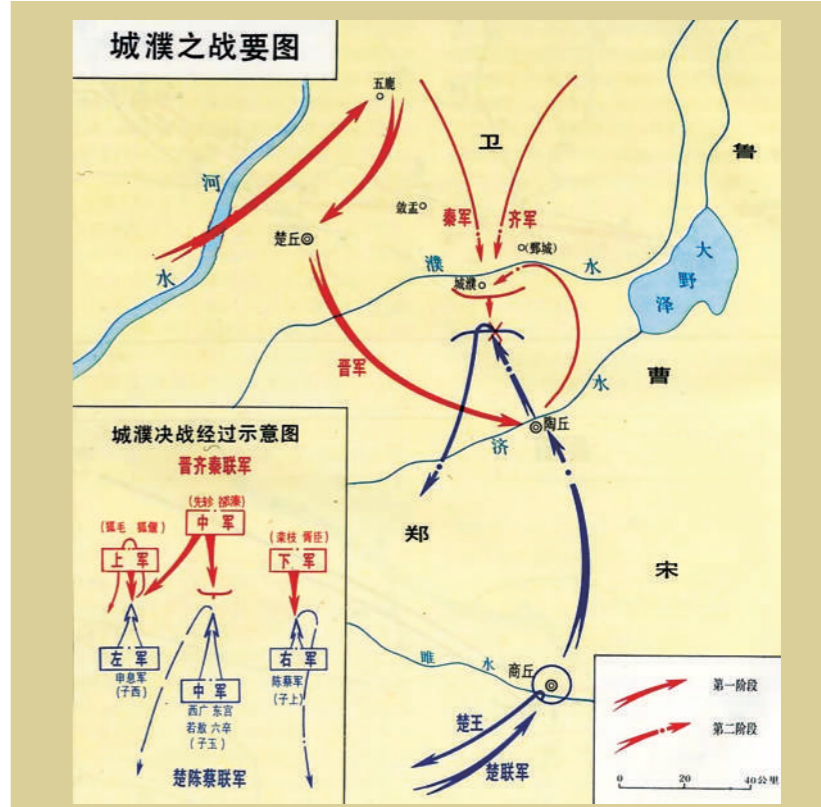 城濮之战要图
五鹿
卫
鲁
河
水
敛盂
秦军
齐军
楚丘
(鄄城)
濮
水
城濮
大
野
泽
晋军
曹
水
济
陶丘
郑
宋
睢
水
商丘
楚王
楚联军
城濮决战经过示意图
晋齐秦联军
(先轸 郤溱)
中军
(狐毛 狐偃)
上军
(栾枝 胥臣)
下军
左军
申息军
(子西)
中军
西广 东宫
若敖 六卒
(子玉)
右军
陈蔡军
(子上)
楚陈蔡联军
第一阶段
第二阶段
0 20 40公里